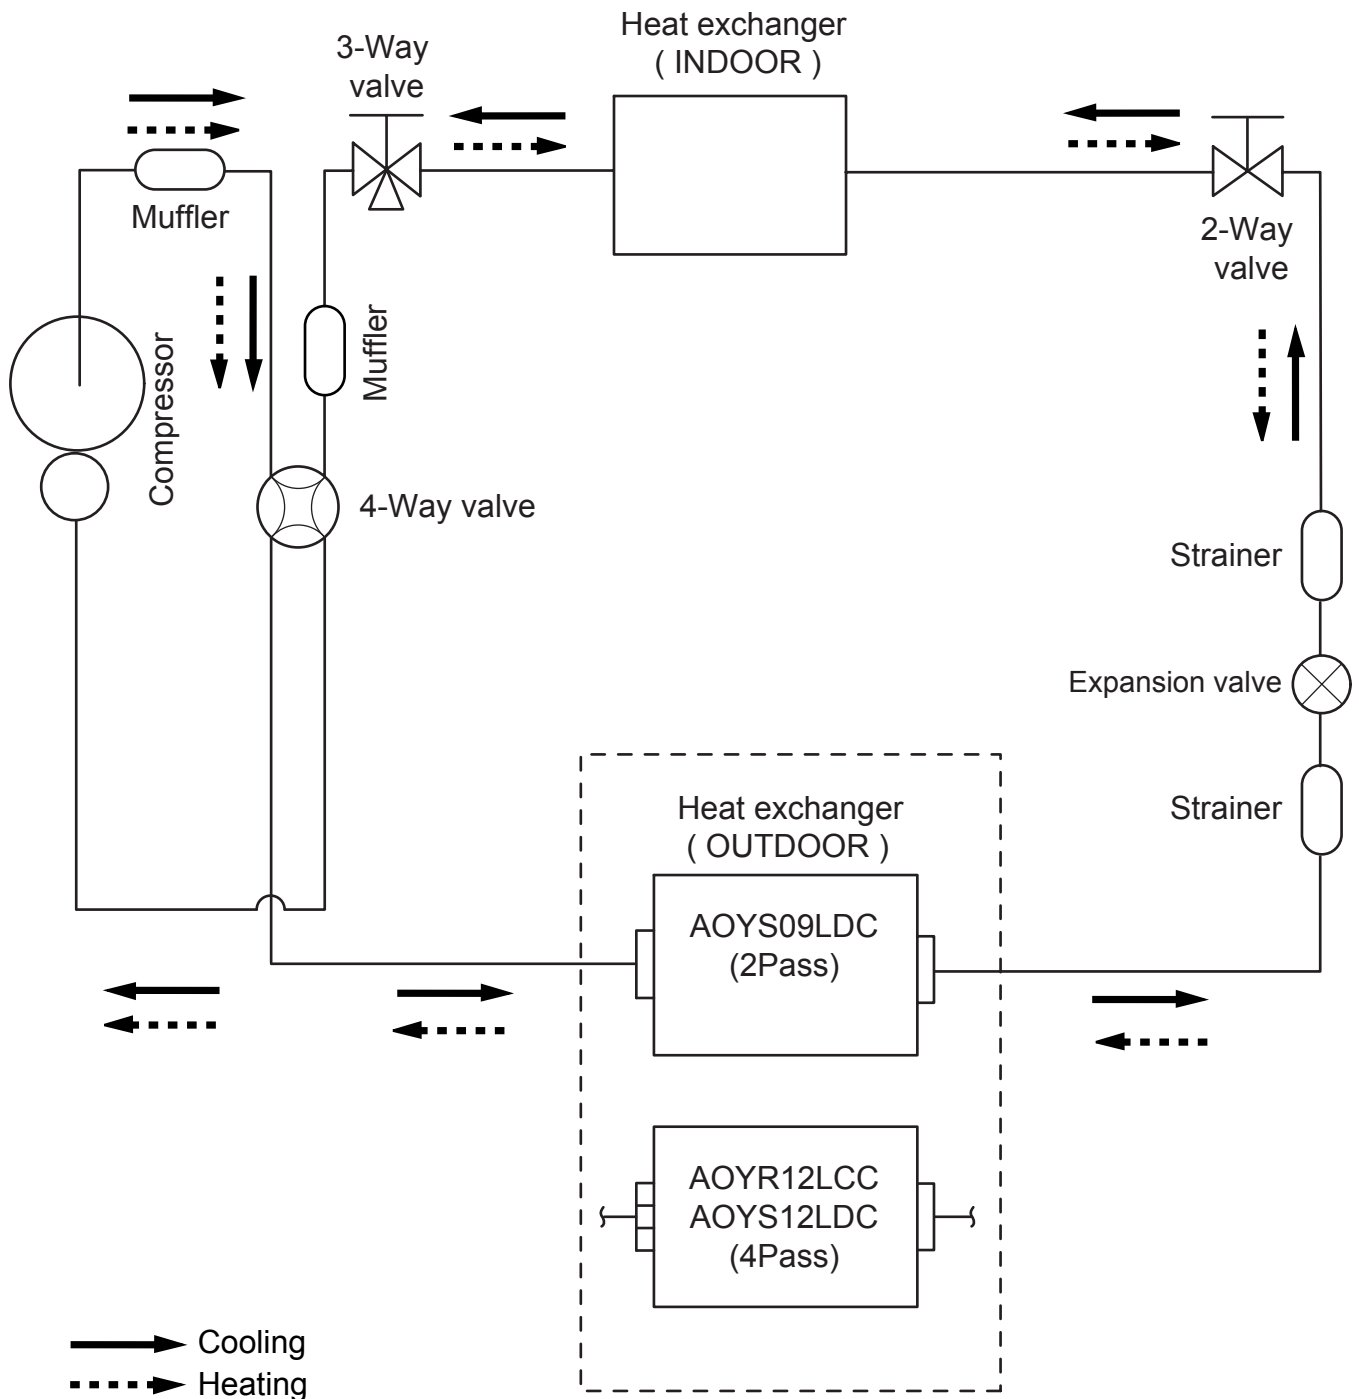 Heat exchanger
( INDOOR )
3-Way
valve
Muffler
2-Way
valve
Compressor
Muffler
4-Way valve
Strainer
Expansion valve
Strainer
Heat exchanger
( OUTDOOR )
AOYS09LDC
(2Pass)
AOYR12LCC
AOYS12LDC
(4Pass)
Cooling
Heating